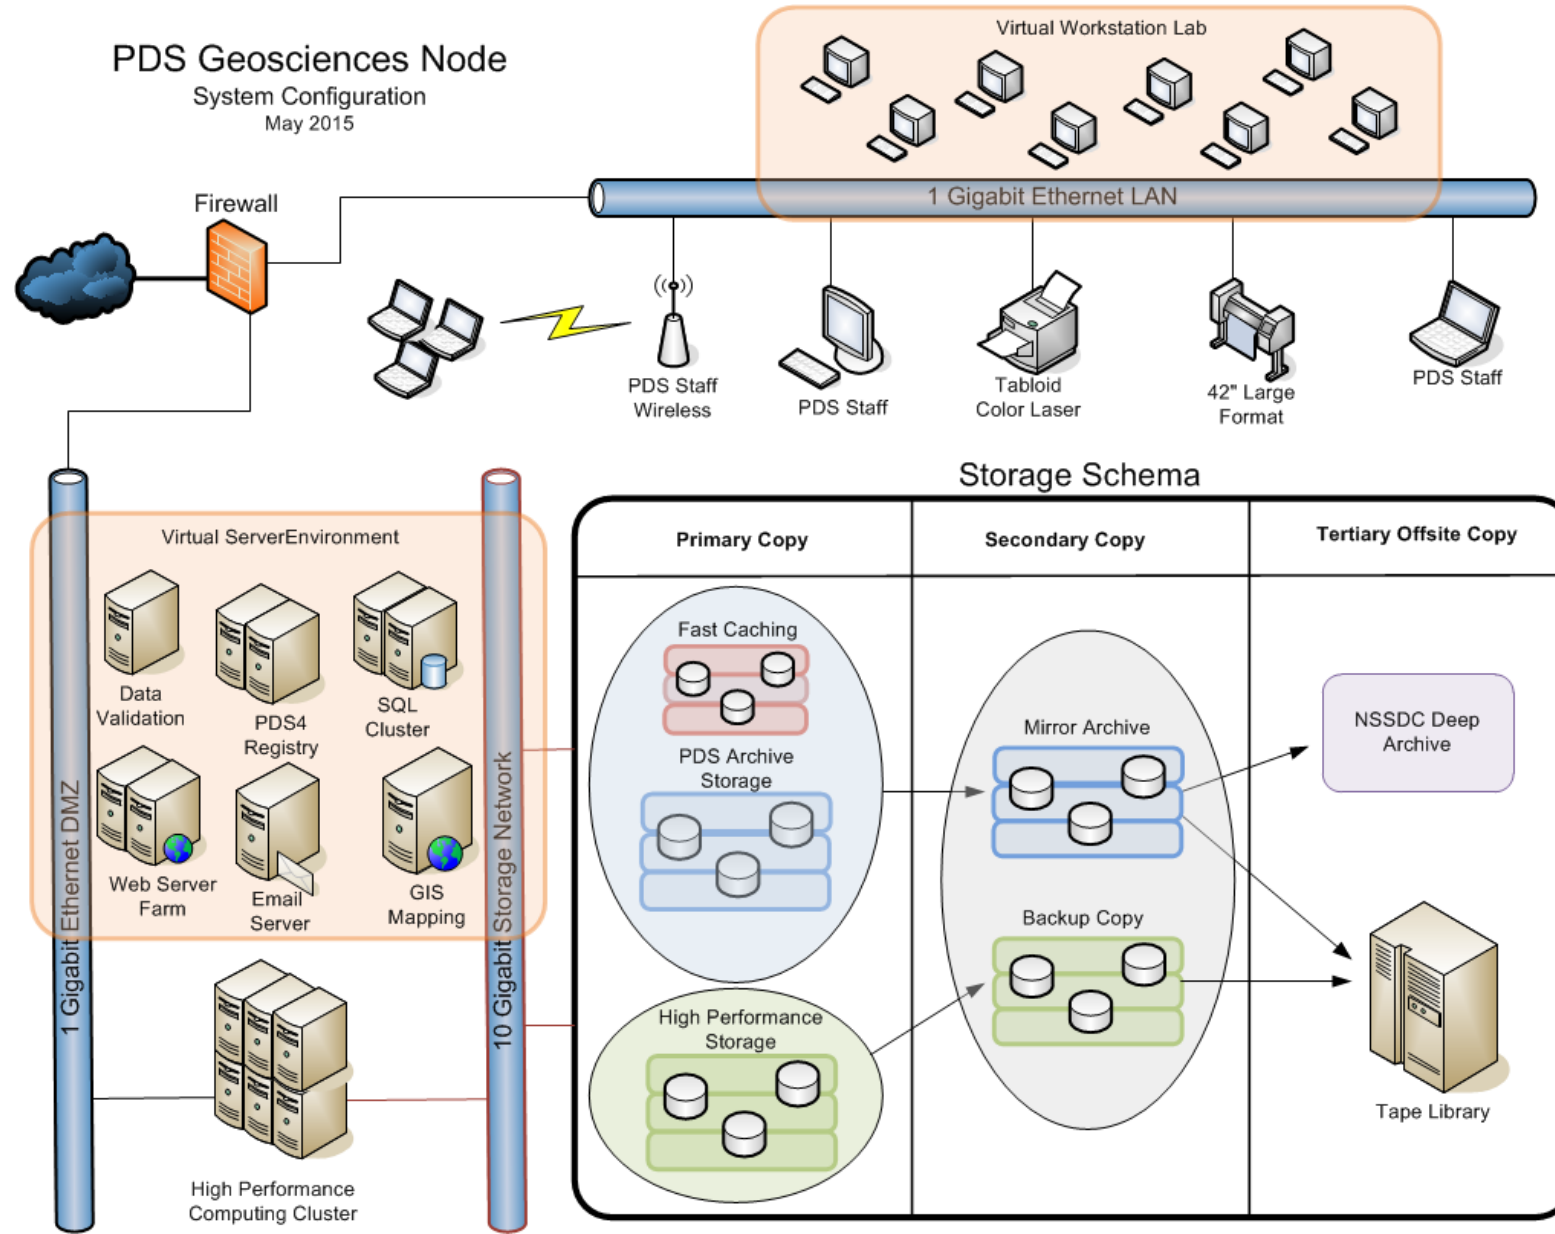 PDS Geosciences Node
System Configuration
May 2015
Virtual Workstation Lab
1 Gigabit Ethernet LAN
Firewall
PDS Staff
Wireless
PDS Staff
Tabloid
Color Laser
42" Large
Format
PDS Staff
Storage Schema
1 Gigabit Ethernet DMZ
Virtual ServerEnvironment
Data
Validation
PDS4
Registry
SQL
Cluster
Web Server
Farm
Email
Server
GIS
Mapping
10 Gigabit Storage Network
High Performance
Computing Cluster
Primary Copy
Secondary Copy
Tertiary Offsite Copy
Fast Caching
PDS Archive
Storage
High Performance
Storage
Mirror Archive
Backup Copy
NSSDC Deep
Archive
Tape Library